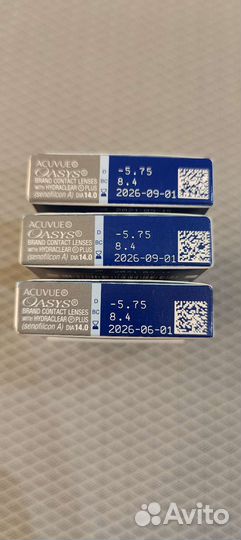 ACUVUE®
OASYS®
BRAND CONTACT LENSES
WITH HYDRACLEAR® PLUS
(senofilcon A) DIA 14.0
D -5.75
BC 8.4
2026-09-01
ACUVUE®
OASYS®
BRAND CONTACT LENSES
WITH HYDRACLEAR® PLUS
(senofilcon A) DIA 14.0
D -5.75
BC 8.4
2026-09-01
ACUVUE®
OASYS®
BRAND CONTACT LENSES
WITH HYDRACLEAR® PLUS
(senofilcon A) DIA 14.0
D -5.75
BC 8.4
2026-06-01
Avito